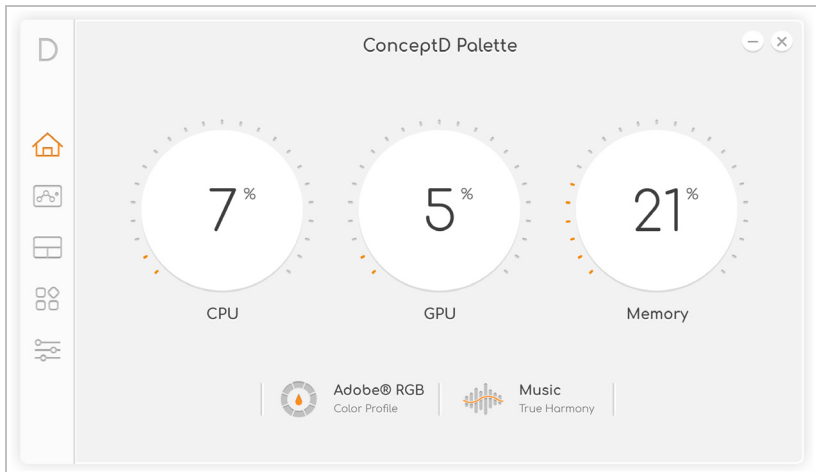 D
ConceptD Palette
7 %
5 %
21 %
CPU
GPU
Memory
Adobe® RGB
Color Profile
Music
True Harmony